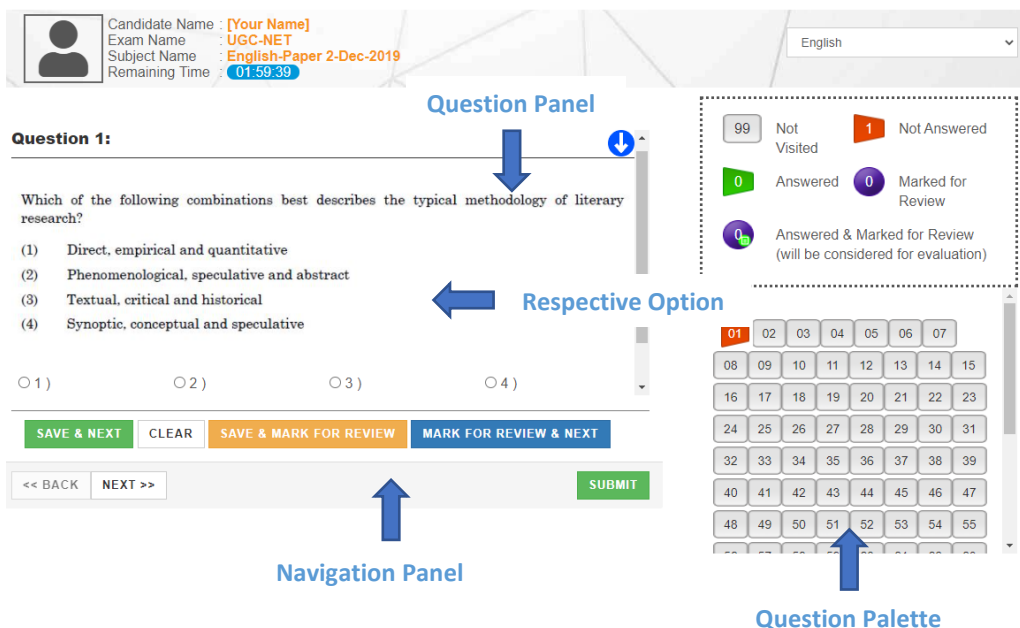 Candidate Name : [Your Name]
Exam Name : UGC-NET
Subject Name : English-Paper 2-Dec-2019
Remaining Time : 01:59:39
English
Question Panel
Question 1:
Which of the following combinations best describes the typical methodology of literary
research?
(1) Direct, empirical and quantitative
(2) Phenomenological, speculative and abstract
(3) Textual, critical and historical
(4) Synoptic, conceptual and speculative
Respective Option
1 ) 2 ) 3 ) 4 )
SAVE & NEXT CLEAR SAVE & MARK FOR REVIEW MARK FOR REVIEW & NEXT
<< BACK NEXT >> SUBMIT
Navigation Panel
99 Not
Visited
1 Not Answered
0 Answered
0 Marked for
Review
0 Answered & Marked for Review
(will be considered for evaluation)
01 02 03 04 05 06 07
08 09 10 11 12 13 14 15
16 17 18 19 20 21 22 23
24 25 26 27 28 29 30 31
32 33 34 35 36 37 38 39
40 41 42 43 44 45 46 47
48 49 50 51 52 53 54 55
Question Palette